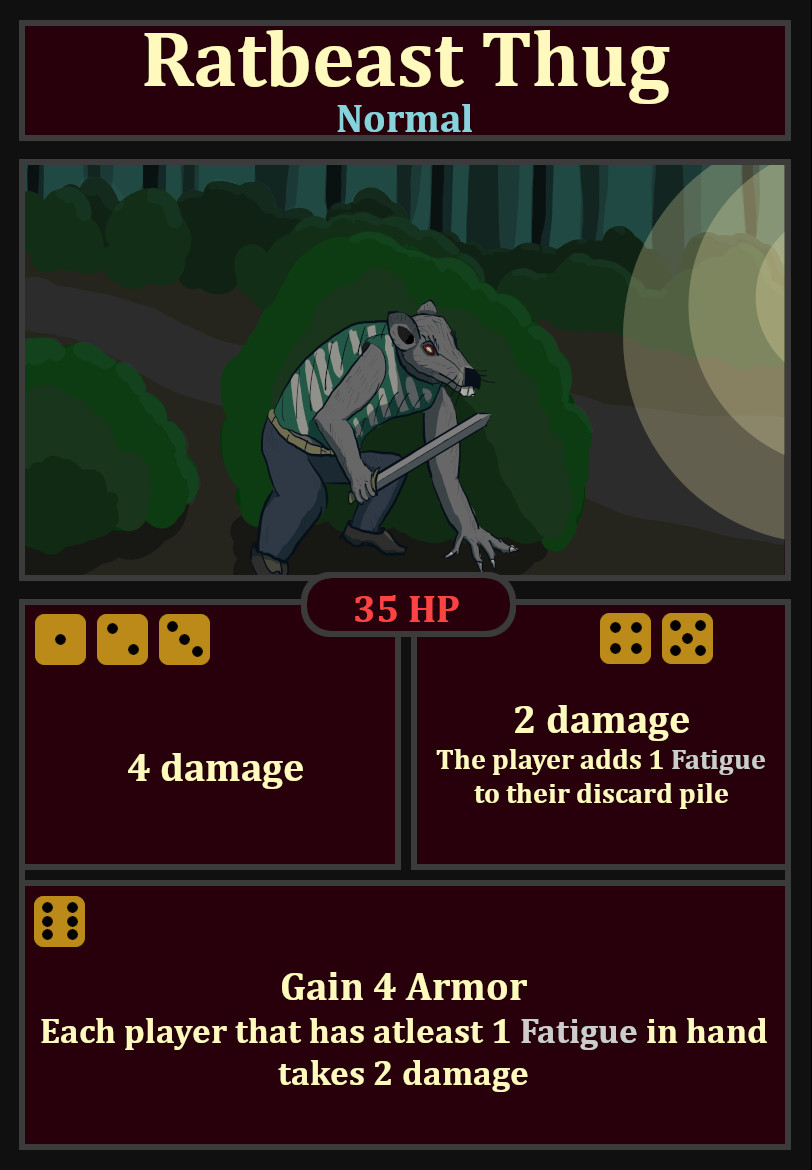 Ratbeast Thug
Normal
35 HP
4 damage
2 damage
The player adds 1 Fatigue
to their discard pile
Gain 4 Armor
Each player that has atleast 1 Fatigue in hand
takes 2 damage